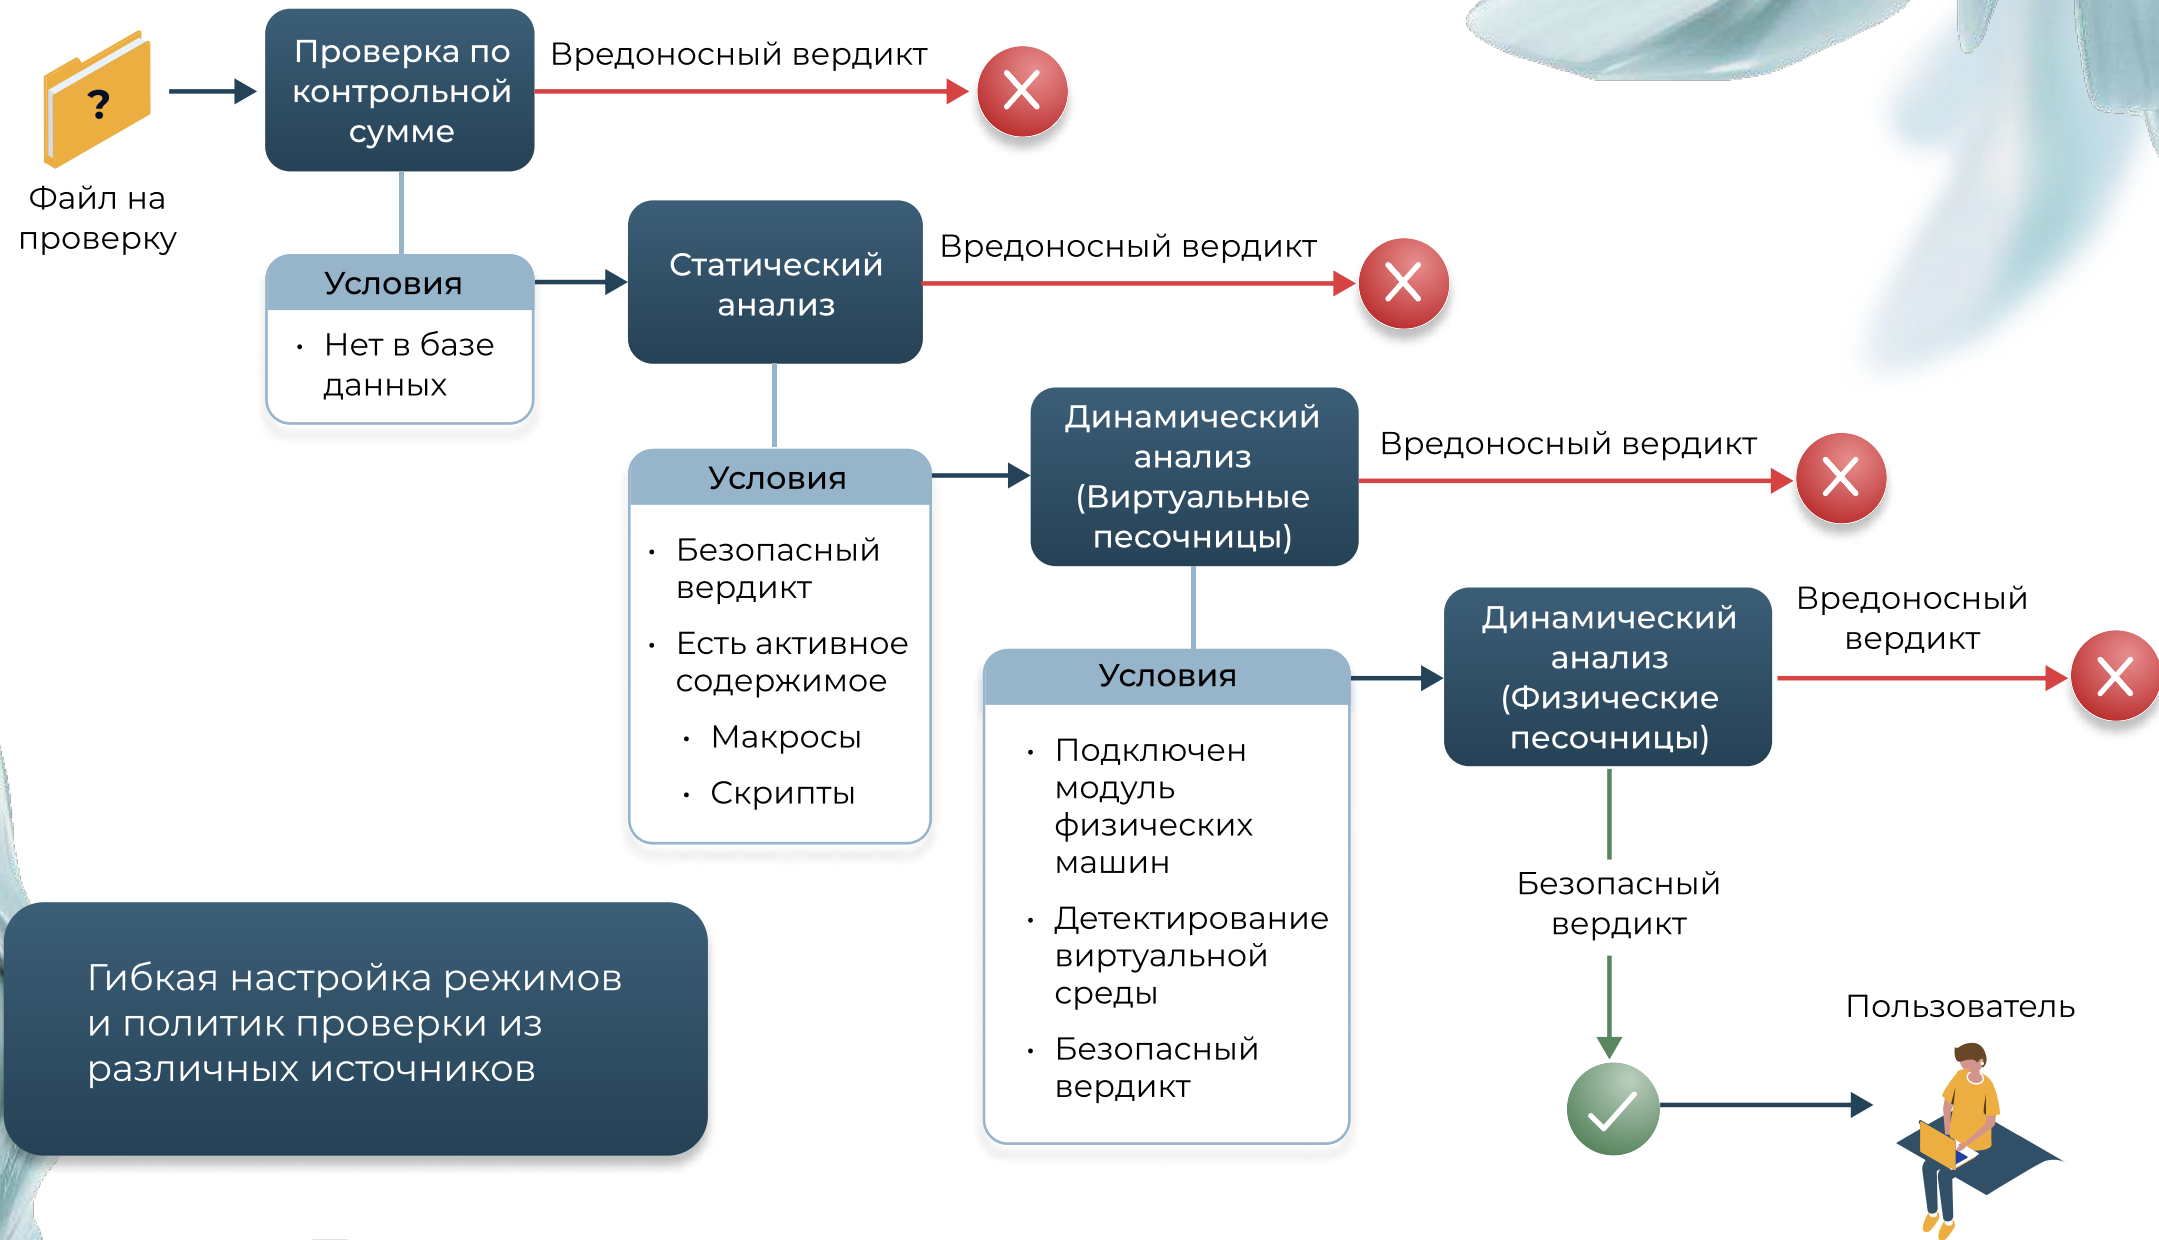 ?
Файл на
проверку
Проверка по
контрольной
сумме
Вредоносный вердикт
Условия
• Нет в базе
данных
Статический
анализ
Вредоносный вердикт
Условия
• Безопасный
вердикт
• Есть активное
содержимое
• Макросы
• Скрипты
Динамический
анализ
(Виртуальные
песочницы)
Вредоносный вердикт
Условия
• Подключен
модуль
физических
машин
• Детектирование
виртуальной
среды
• Безопасный
вердикт
Динамический
анализ
(Физические
песочницы)
Вредоносный
вердикт
Безопасный
вердикт
Пользователь
Гибкая настройка режимов
и политик проверки из
различных источников